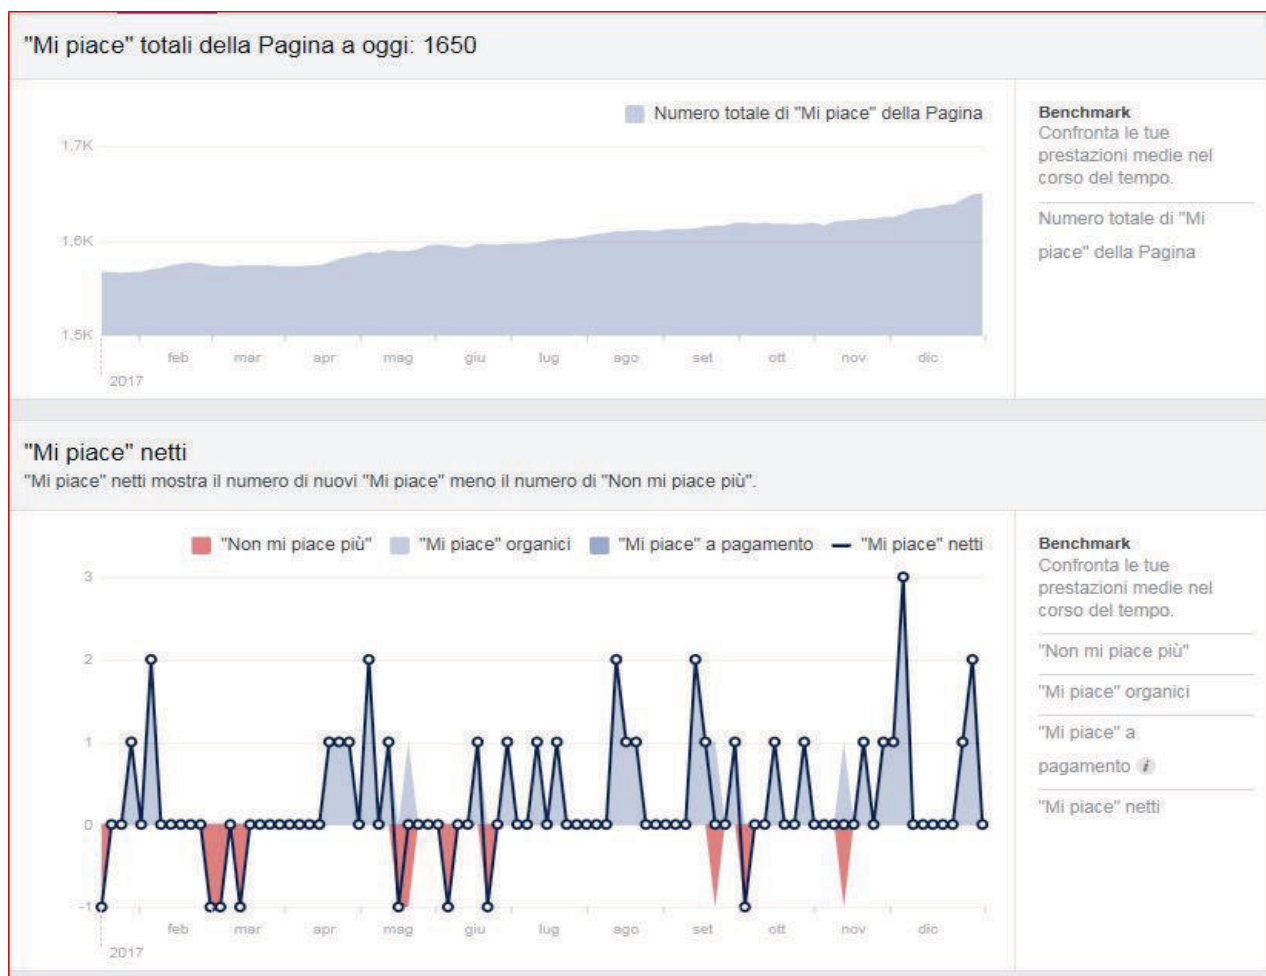 "Mi piace" totali della Pagina a oggi: 1650
Numero totale di "Mi piace" della Pagina
1,7K
1,6K
1,5K
feb mar apr mag giu lug ago set ott nov dic
2017
Benchmark
Confronta le tue
prestazioni medie nel
corso del tempo.
Numero totale di "Mi
piace" della Pagina
"Mi piace" netti
"Mi piace" netti mostra il numero di nuovi "Mi piace" meno il numero di "Non mi piace più".
"Non mi piace più" "Mi piace" organici "Mi piace" a pagamento "Mi piace" netti
3
2
1
0
-1
feb mar apr mag giu lug ago set ott nov dic
2017
Benchmark
Confronta le tue
prestazioni medie nel
corso del tempo.
"Non mi piace più"
"Mi piace" organici
"Mi piace" a
pagamento i
"Mi piace" netti